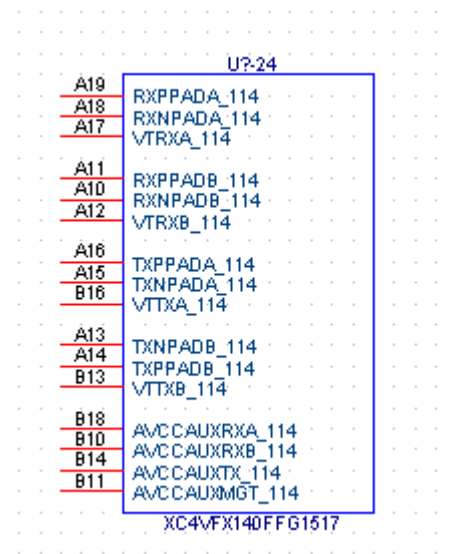 U?-24
A19 RXPPADA_114
A18 RXNPADA_114
A17 VTRXA_114
A11 RXPPADB_114
A10 RXNPADB_114
A12 VTRXB_114
A16 TXPPADA_114
A15 TXNPADA_114
B16 VTTXA_114
A13 TXNPADB_114
A14 TXPPADB_114
B13 VTTXB_114
B18 AVCCAUXRXA_114
B10 AVCCAUXRXB_114
B14 AVCCAUXTX_114
B11 AVCCAUXMGT_114
XC4VFX140FFG1517